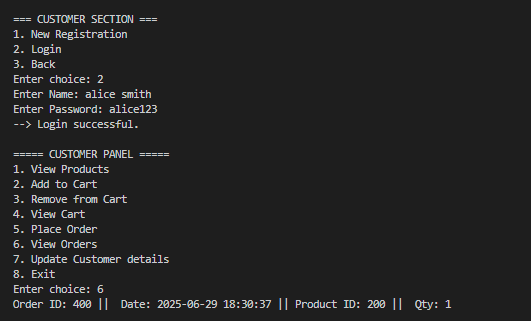 === CUSTOMER SECTION ===
1. New Registration
2. Login
3. Back
Enter choice: 2
Enter Name: alice smith
Enter Password: alice123
--> Login successful.

===== CUSTOMER PANEL =====
1. View Products
2. Add to Cart
3. Remove from Cart
4. View Cart
5. Place Order
6. View Orders
7. Update Customer details
8. Exit
Enter choice: 6
Order ID: 400 ||  Date: 2025-06-29 18:30:37 || Product ID: 200 ||  Qty: 1